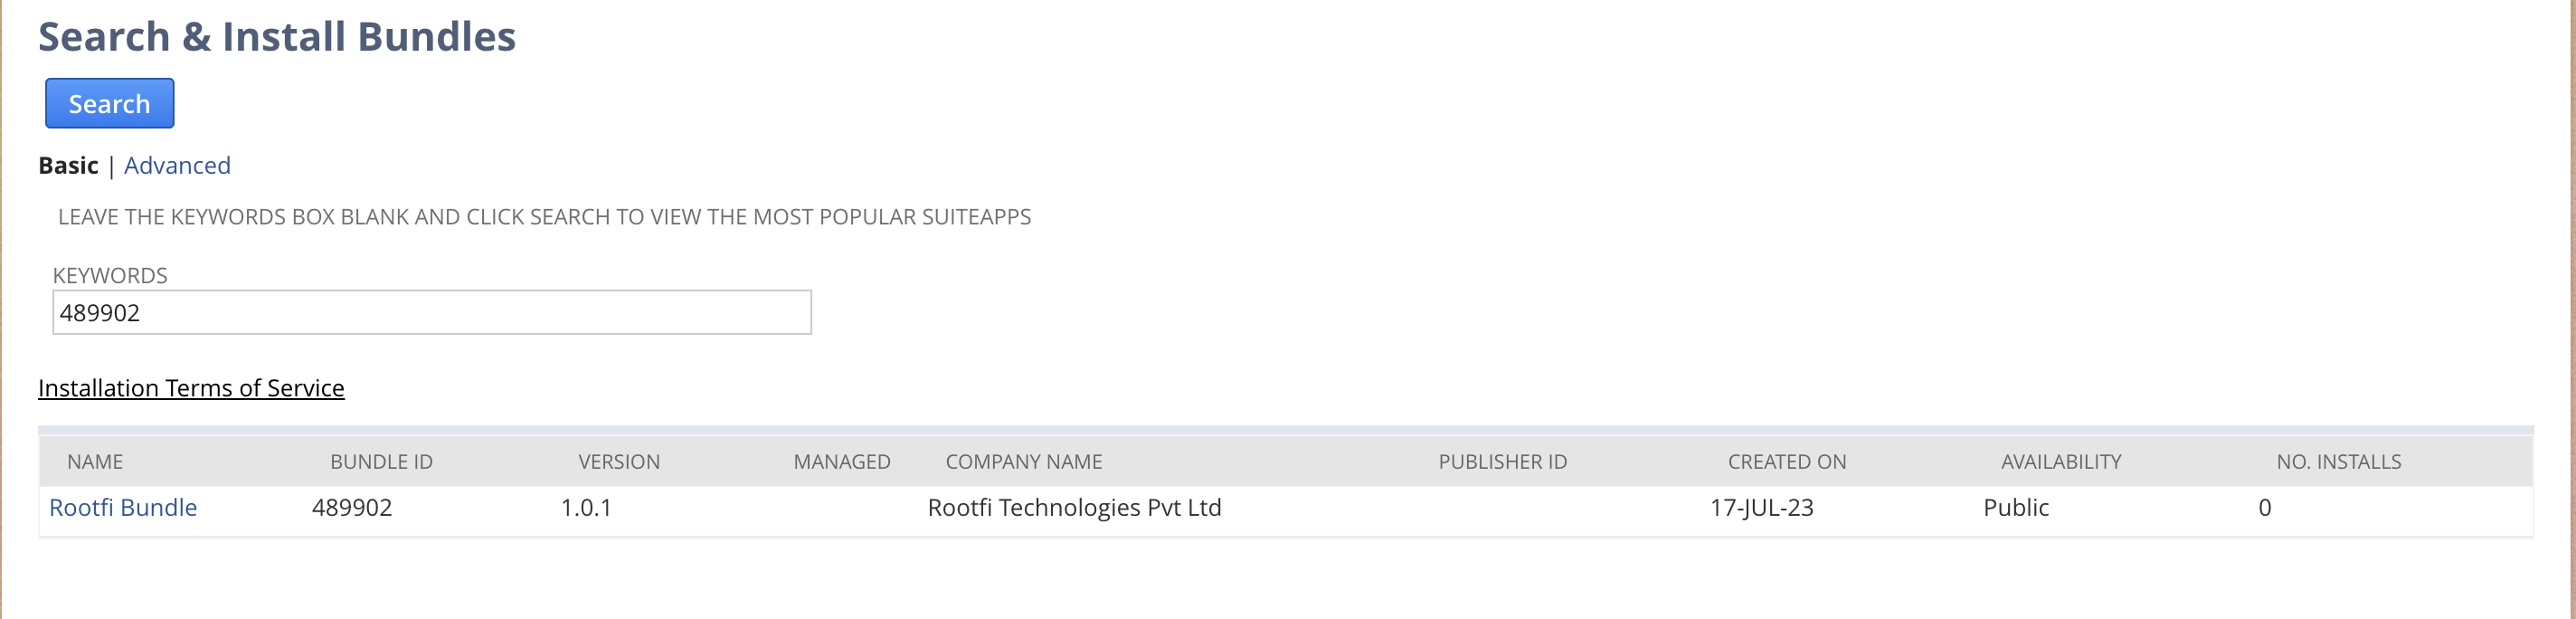 Search & Install Bundles
Search
Basic | Advanced
LEAVE THE KEYWORDS BOX BLANK AND CLICK SEARCH TO VIEW THE MOST POPULAR SUITEAPPS
KEYWORDS
489902
Installation Terms of Service
NAME BUNDLE ID VERSION MANAGED COMPANY NAME PUBLISHER ID CREATED ON AVAILABILITY NO. INSTALLS
Rootfi Bundle 489902 1.0.1 Rootfi Technologies Pvt Ltd 17-JUL-23 Public 0